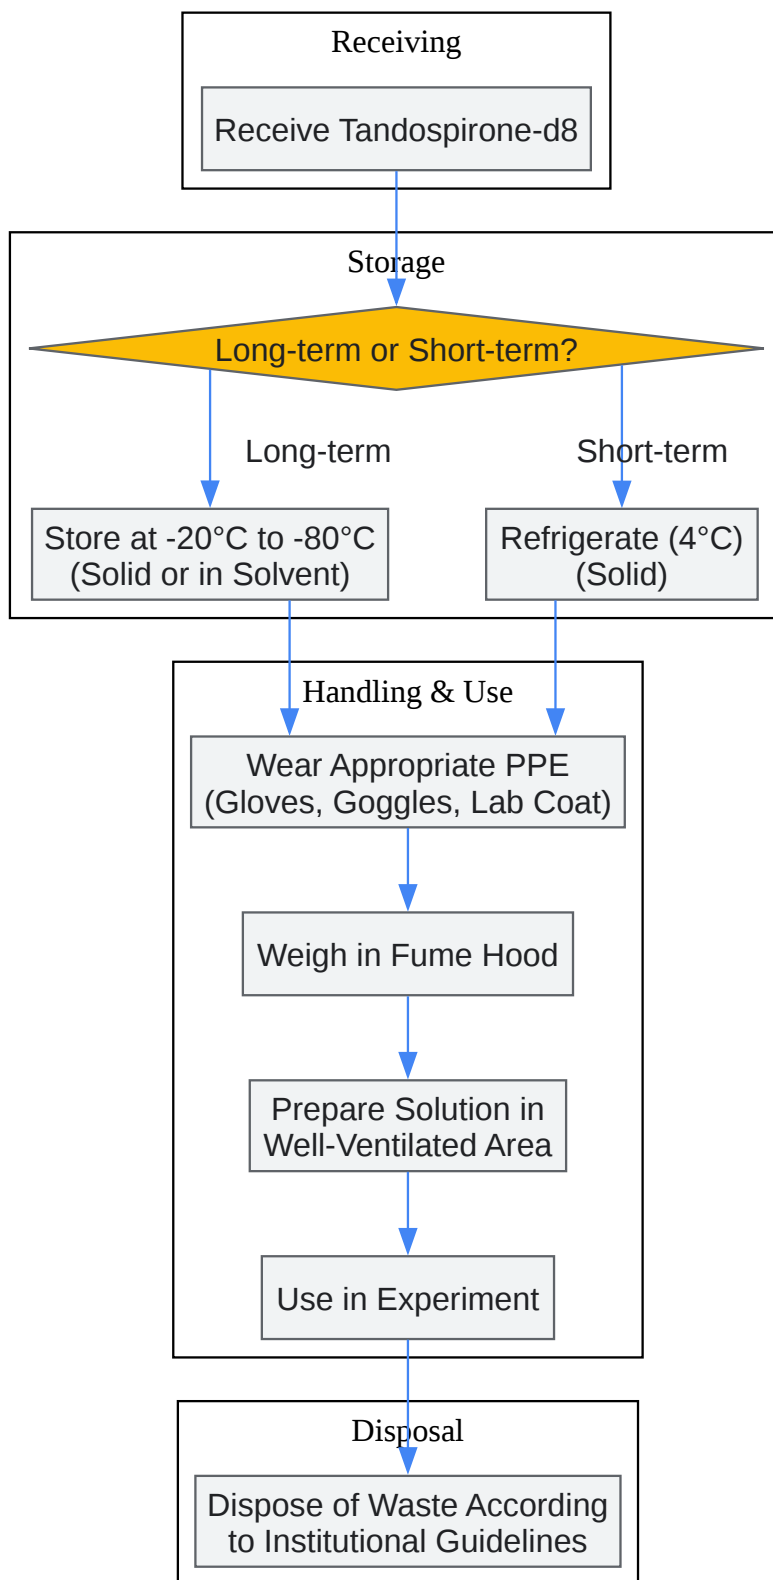 Receiving
Receive Tandospirone-d8
Storage
Long-term or Short-term?
Long-term
Short-term
Store at -20°C to -80°C
(Solid or in Solvent)
Refrigerate (4°C)
(Solid)
Handling & Use
Wear Appropriate PPE
(Gloves, Goggles, Lab Coat)
Weigh in Fume Hood
Prepare Solution in
Well-Ventilated Area
Use in Experiment
Disposal
Dispose of Waste According
to Institutional Guidelines